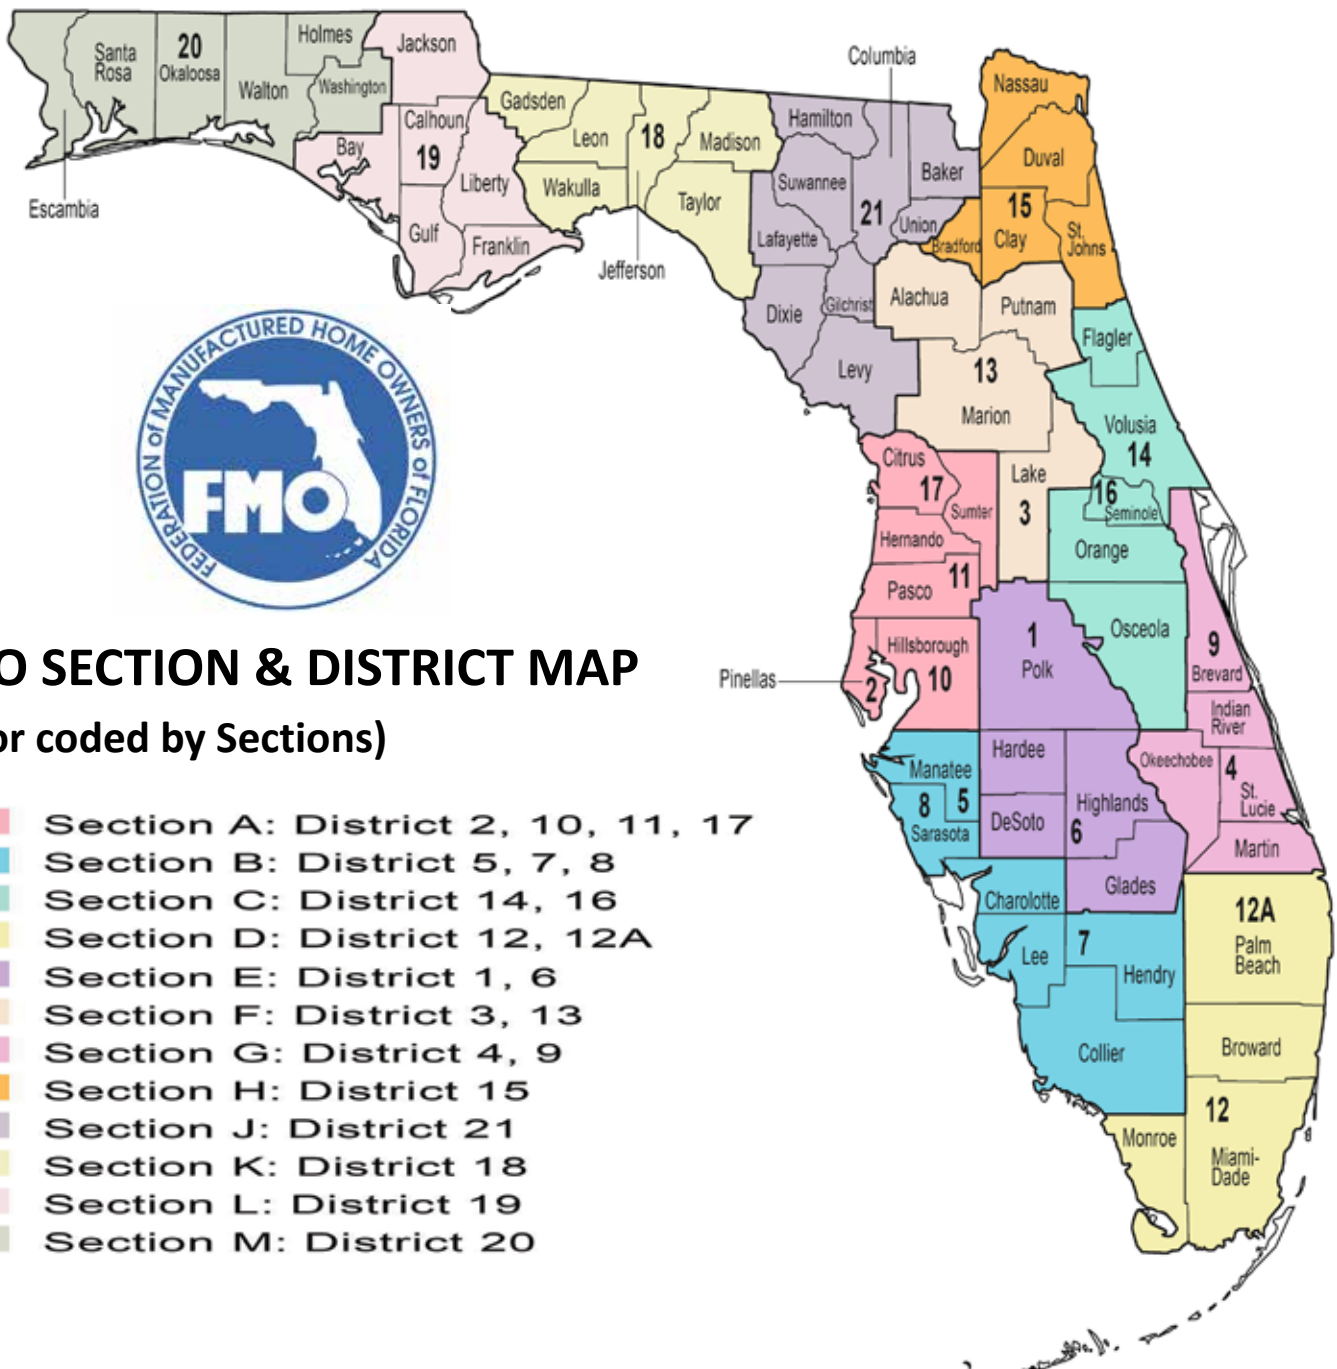 Columbia
Holmes
Jackson
Santa
Rosa
20
Okaloosa
Walton
Washington
Nassau
Gadsden
Hamilton
Calhoun
Leon
18
Madison
Bay
19
Duval
Baker
Liberty
Wakulla
Suwannee
Taylor
21
15
Escambia
Union
Gulf
Franklin
Lafayette
Bradford
Clay
St.
Johns
Jefferson
Alachua
Putnam
Dixie
Gilchrist
Flagler
Levy
13
Marion
Volusia
14
FEDERATION of MANUFACTURED HOME OWNERS of FLORIDA
FMO
Citrus
17
Lake
3
16
Seminole
Sumter
Hernando
Orange
11
Pasco
Osceola
1
Polk
9
Brevard
Hillsborough
10
Pinellas
2
Indian
River
Hardee
Okeechobee
4
St.
Lucie
Manatee
8
5
Sarasota
DeSoto
Highlands
6
Martin
Glades
Charolotte
12A
Palm
Beach
7
Lee
Hendry
Collier
Broward
12
Monroe
Miami-
Dade
O SECTION & DISTRICT MAP
or coded by Sections)
Section A: District 2, 10, 11, 17
Section B: District 5, 7, 8
Section C: District 14, 16
Section D: District 12, 12A
Section E: District 1, 6
Section F: District 3, 13
Section G: District 4, 9
Section H: District 15
Section J: District 21
Section K: District 18
Section L: District 19
Section M: District 20